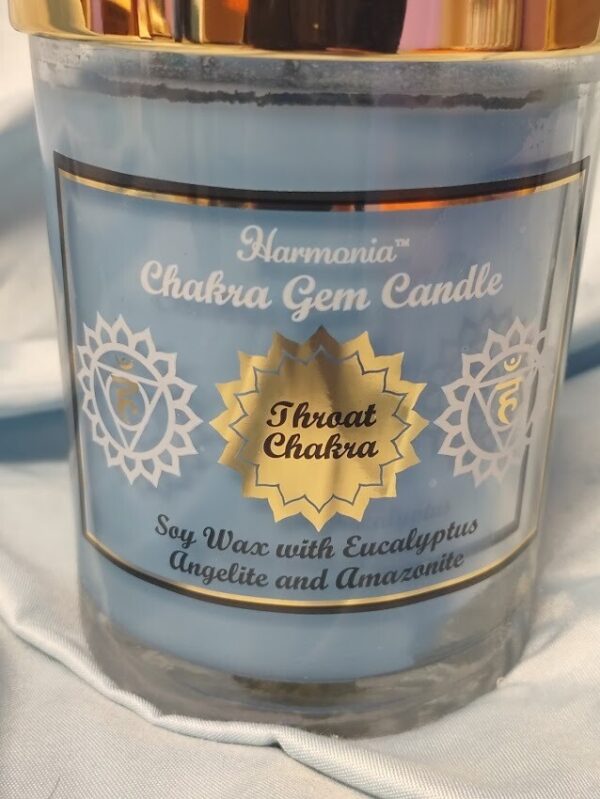 Harmonia™
Chakra Gem Candle
Throat
Chakra
Soy Wax with Eucalyptus
Angelite and Amazonite